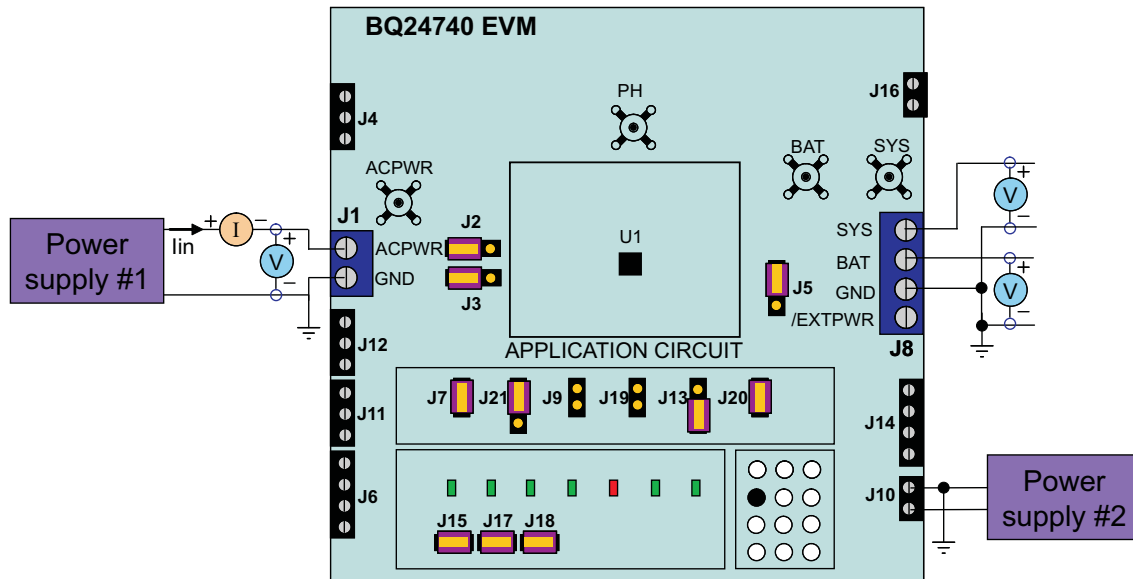 BQ24740 EVM
PH
J16
J4
BAT
SYS
ACPWR
J1
J2
SYS
V
+
-
Power
supply #1
Iin
+
I
-
V
+
-
ACPWR
GND
U1
BAT
GND
/EXTPWR
V
+
-
J3
J5
J8
J12
APPLICATION CIRCUIT
J7
J21
J9
J19
J13
J20
J11
J14
J6
J10
Power
supply #2
J15
J17
J18